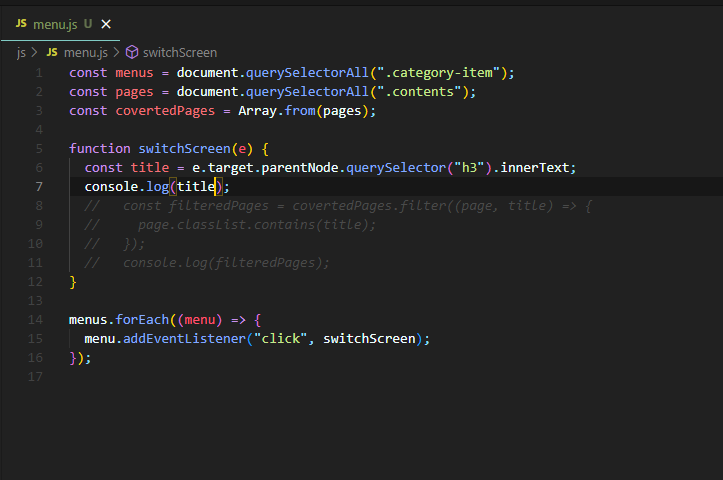 JS menu.js U ×
js > JS menu.js > switchScreen
1 const menus = document.querySelectorAll(".category-item");
2 const pages = document.querySelectorAll(".contents");
3 const covertedPages = Array.from(pages);
4
5 function switchScreen(e) {
6   const title = e.target.parentNode.querySelector("h3").innerText;
7   console.log(title);
8   //   const filteredPages = covertedPages.filter((page, title) => {
9   //     page.classList.contains(title);
10   //   });
11   //   console.log(filteredPages);
12 }
13
14 menus.forEach((menu) => {
15   menu.addEventListener("click", switchScreen);
16 });
17